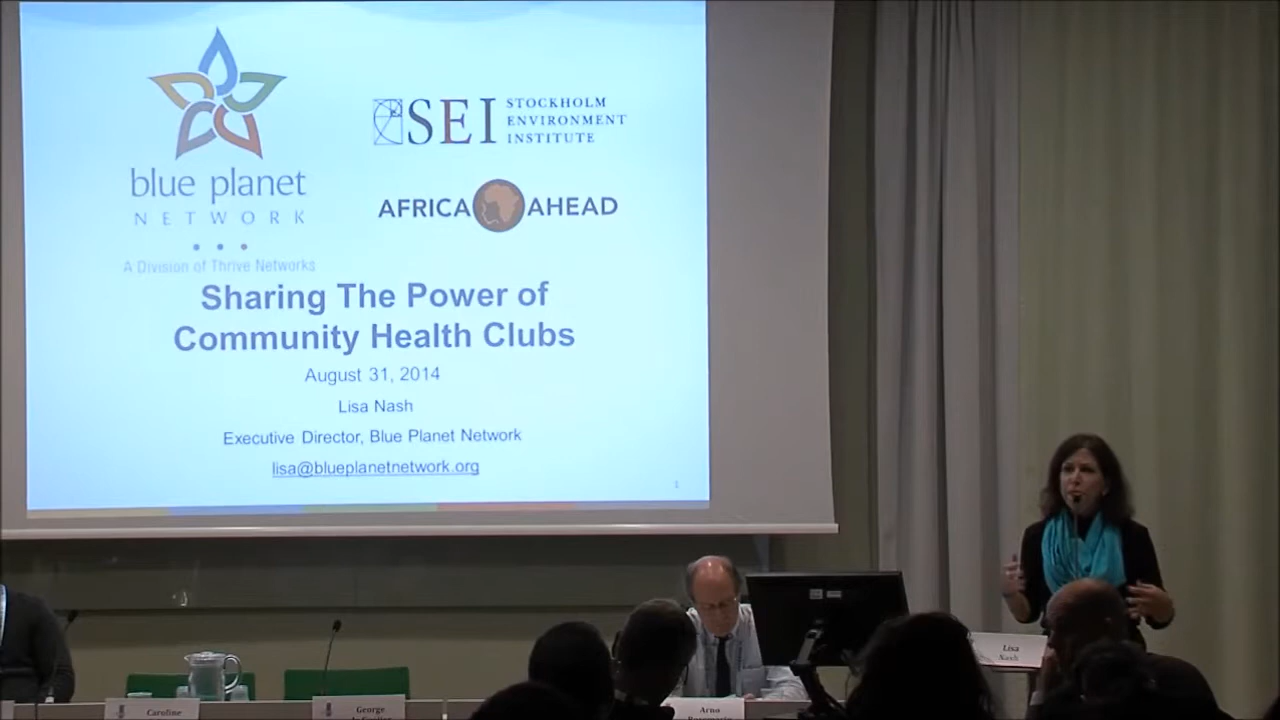 blue planet
NETWORK
A Division of Thrive Networks
SEI STOCKHOLM
ENVIRONMENT
INSTITUTE
AFRICA AHEAD
Sharing The Power of
Community Health Clubs
August 31, 2014
Lisa Nash
Executive Director, Blue Planet Network
lisa@blueplanetnetwork.org
1
Caroline
George
Arno
Lisa
Nash